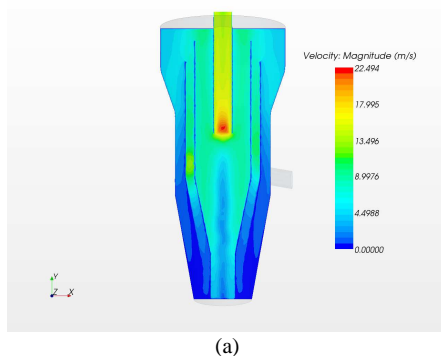 Velocity: Magnitude (m/s)
22.494
17.995
13.496
8.9976
4.4988
0.00000
Y
Z X
(a)